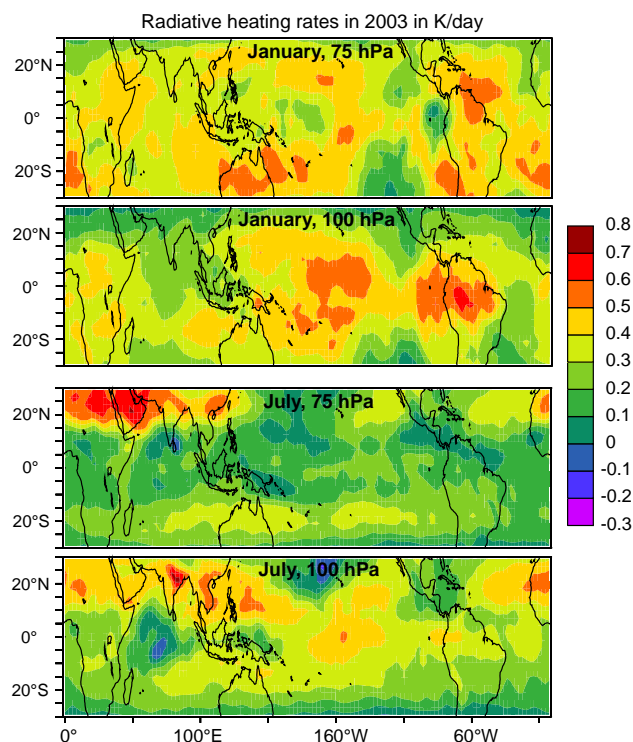 Radiative heating rates in 2003 in K/day
January, 75 hPa
20°N
0°
20°S
January, 100 hPa
20°N
0°
20°S
July, 75 hPa
20°N
0°
20°S
July, 100 hPa
20°N
0°
20°S
0°
100°E
160°W
60°W
0.8
0.7
0.6
0.5
0.4
0.3
0.2
0.1
0
-0.1
-0.2
-0.3